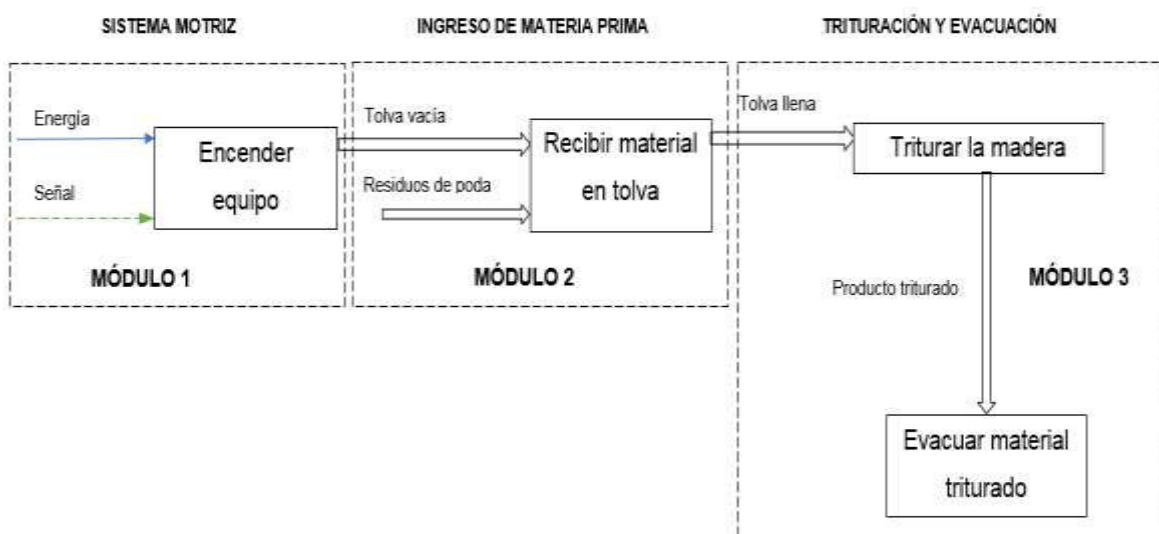 SISTEMA MOTRIZ
INGRESO DE MATERIA PRIMA
TRITURACIÓN Y EVACUACIÓN
Energía
Señal
Encender
equipo
MÓDULO 1
Tolva vacía
Residuos de poda
Recibir material
en tolva
MÓDULO 2
Tolva llena
Triturar la madera
Producto triturado
MÓDULO 3
Evacuar material
triturado